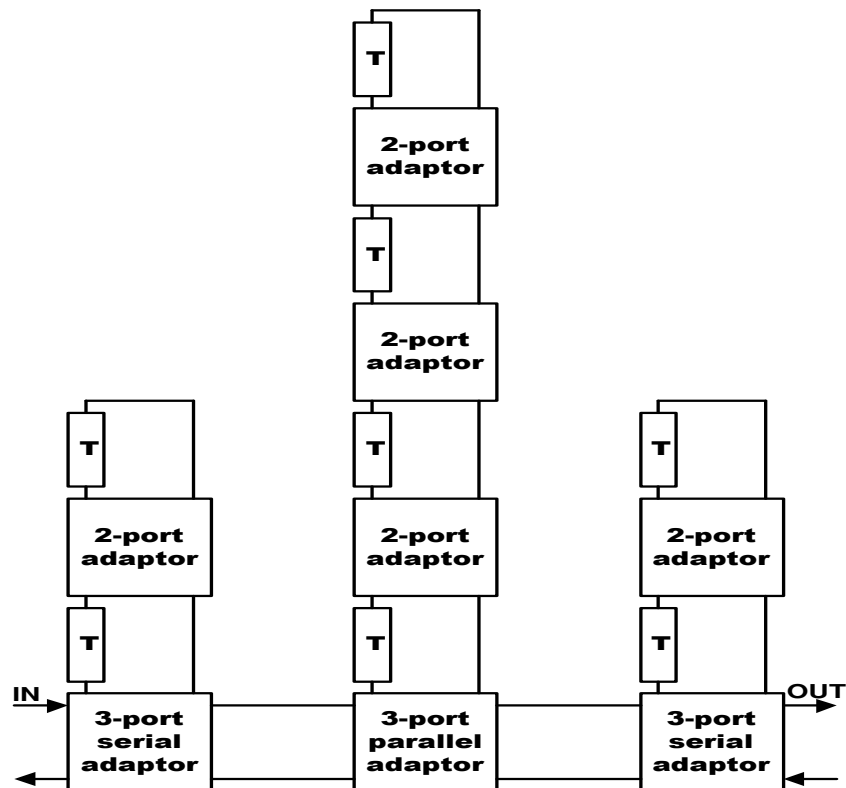 T
2-port
adaptor
T
2-port
adaptor
T
T
T
2-port
adaptor
2-port
adaptor
2-port
adaptor
T
T
T
IN
OUT
3-port
serial
adaptor
3-port
parallel
adaptor
3-port
serial
adaptor